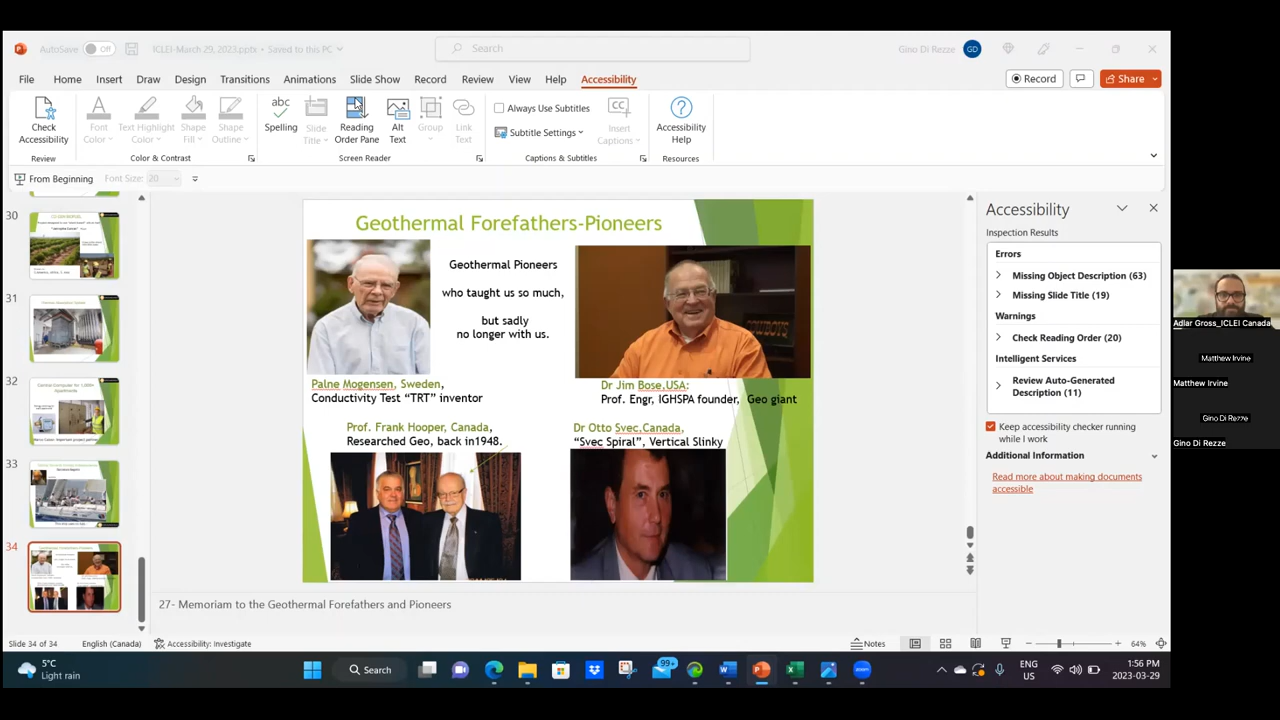 AutoSave Off ICLEI-March 29, 2023.pptx • Saved to this PC Search Gino Di Rezze GD
File Home Insert Draw Design Transitions Animations Slide Show Record Review View Help Accessibility Record Share
Check Accessibility
Font Color
Text Highlight Color
Shape Fill
Shape Outline
abc
Spelling
Slide Title
Reading Order Pane
Alt Text
Group
Link Text
Always Use Subtitles
Subtitle Settings
CC
Insert Captions
Accessibility Help
Review Color & Contrast Screen Reader Captions & Subtitles Resources
From Beginning Font Size: 20
30
31
32
33
34
Geothermal Forefathers-Pioneers
Geothermal Pioneers
who taught us so much,
but sadly
no longer with us.
Palne Mogensen, Sweden,
Conductivity Test “TRT” inventor
Dr Jim Bose,USA:
Prof. Engr, IGHSPA founder, Geo giant
Prof. Frank Hooper, Canada,
Researched Geo, back in1948.
Dr Otto Svec,Canada,
“Svec Spiral”, Vertical Slinky
27- Memoriam to the Geothermal Forefathers and Pioneers
Accessibility
Inspection Results
Errors
Missing Object Description (63)
Missing Slide Title (19)
Warnings
Check Reading Order (20)
Intelligent Services
Review Auto-Generated
Description (11)
Keep accessibility checker running
while I work
Additional Information
Read more about making documents
accessible
Adlar Gross_ICLEI Canada
Matthew Irvine
Matthew Irvine
Gino Di Rezze
Gino Di Rezze
Slide 34 of 34 English (Canada) Accessibility: Investigate Notes 64%
5°C
Light rain
Search
99+
ENG
US
1:56 PM
2023-03-29